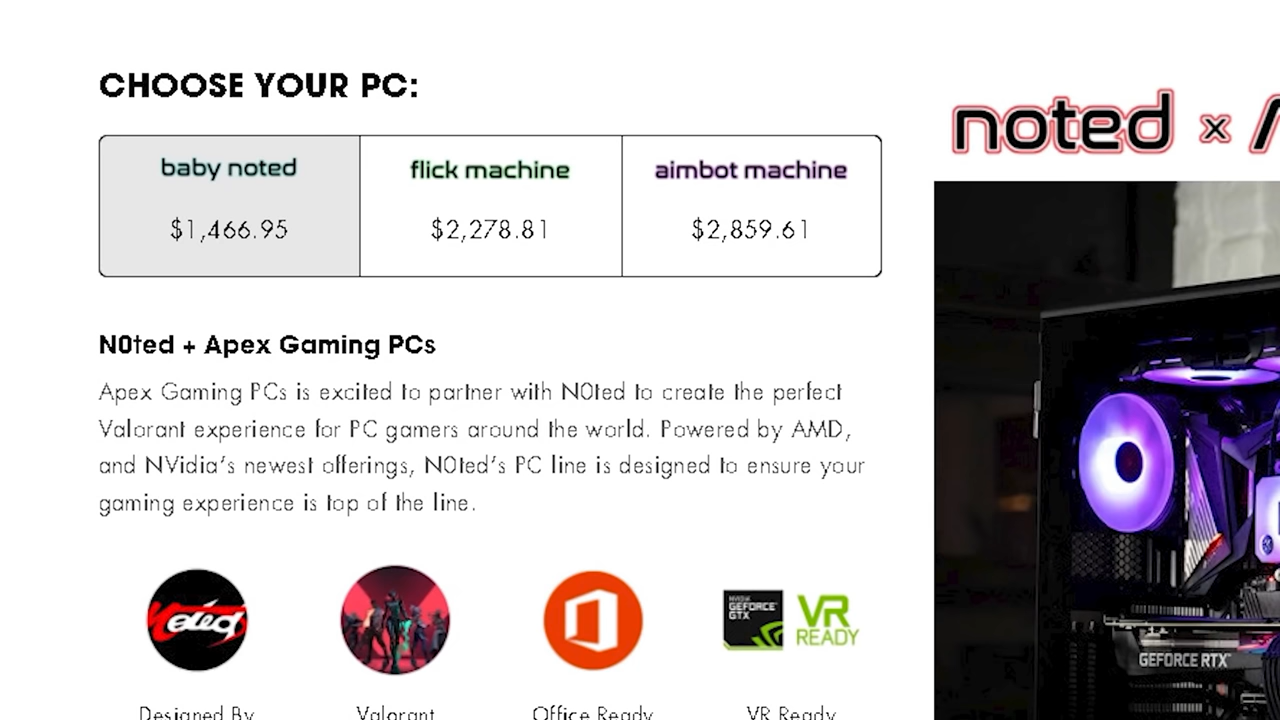 CHOOSE YOUR PC:
noted x
baby noted
flick machine
aimbot machine
$1,466.95
$2,278.81
$2,859.61
N0ted + Apex Gaming PCs
Apex Gaming PCs is excited to partner with N0ted to create the perfect
Valorant experience for PC gamers around the world. Powered by AMD,
and NVidia’s newest offerings, N0ted’s PC line is designed to ensure your
gaming experience is top of the line.
Noted
NVIDIA
GEFORCE
GTX
VR
READY
GEFORCE RTX
Designed By
Valorant
Office Ready
VR Ready